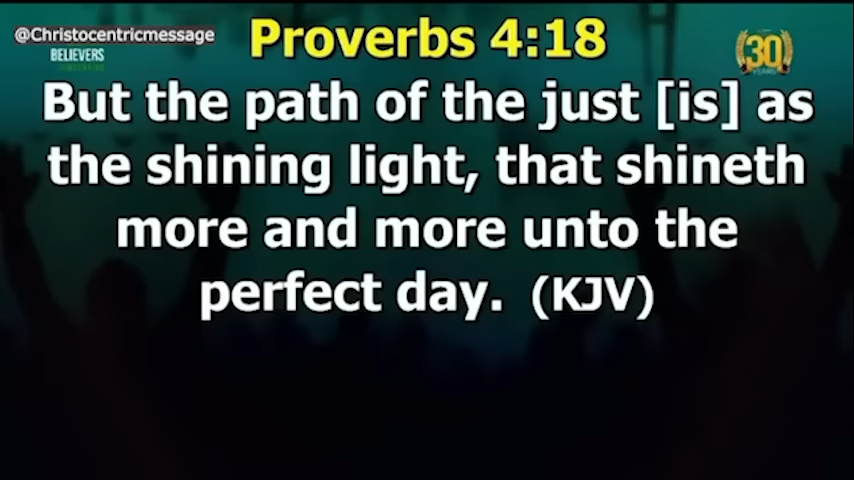 @Christocentricmessage
BELIEVERS
Proverbs 4:18
30
YEARS
But the path of the just [is] as
the shining light, that shineth
more and more unto the
perfect day. (KJV)